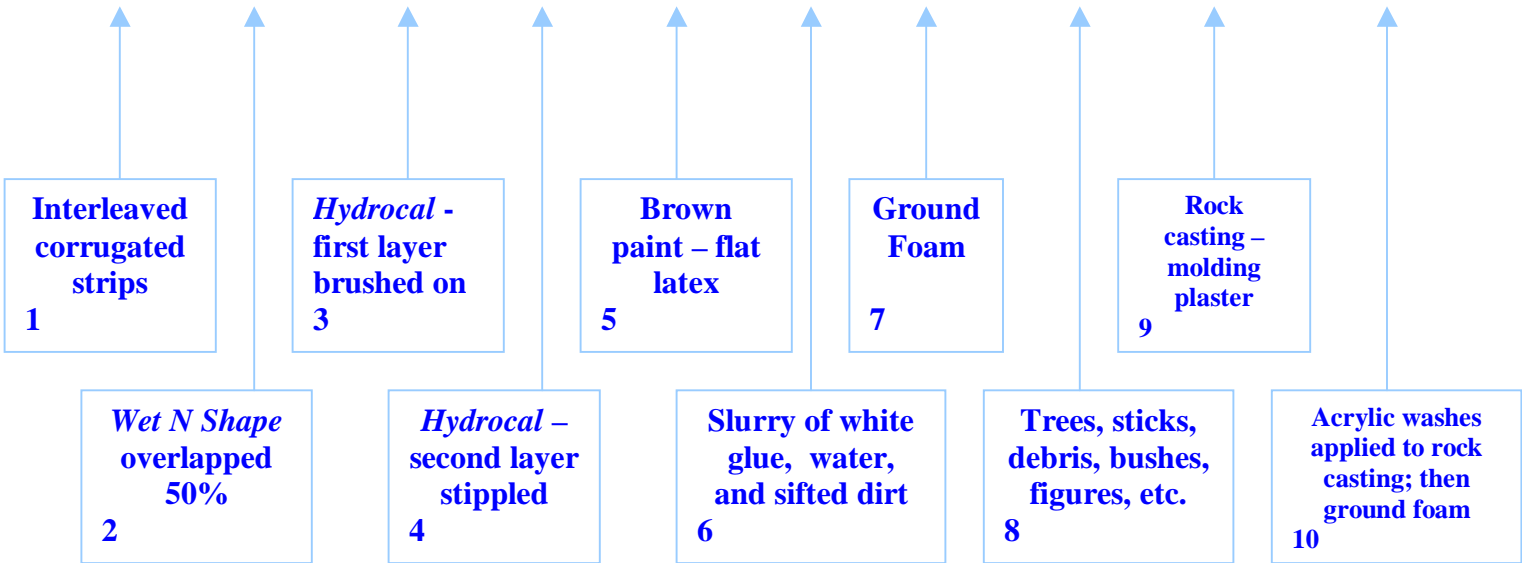 Interleaved
corrugated
strips
1
Wet N Shape
overlapped
50%
2
Hydrocal -
first layer
brushed on
3
Hydrocal –
second layer
stippled
4
Brown
paint – flat
latex
5
Slurry of white
glue, water,
and sifted dirt
6
Ground
Foam
7
Trees, sticks,
debris, bushes,
figures, etc.
8
Rock
casting –
molding
plaster
9
Acrylic washes
applied to rock
casting; then
ground foam
10